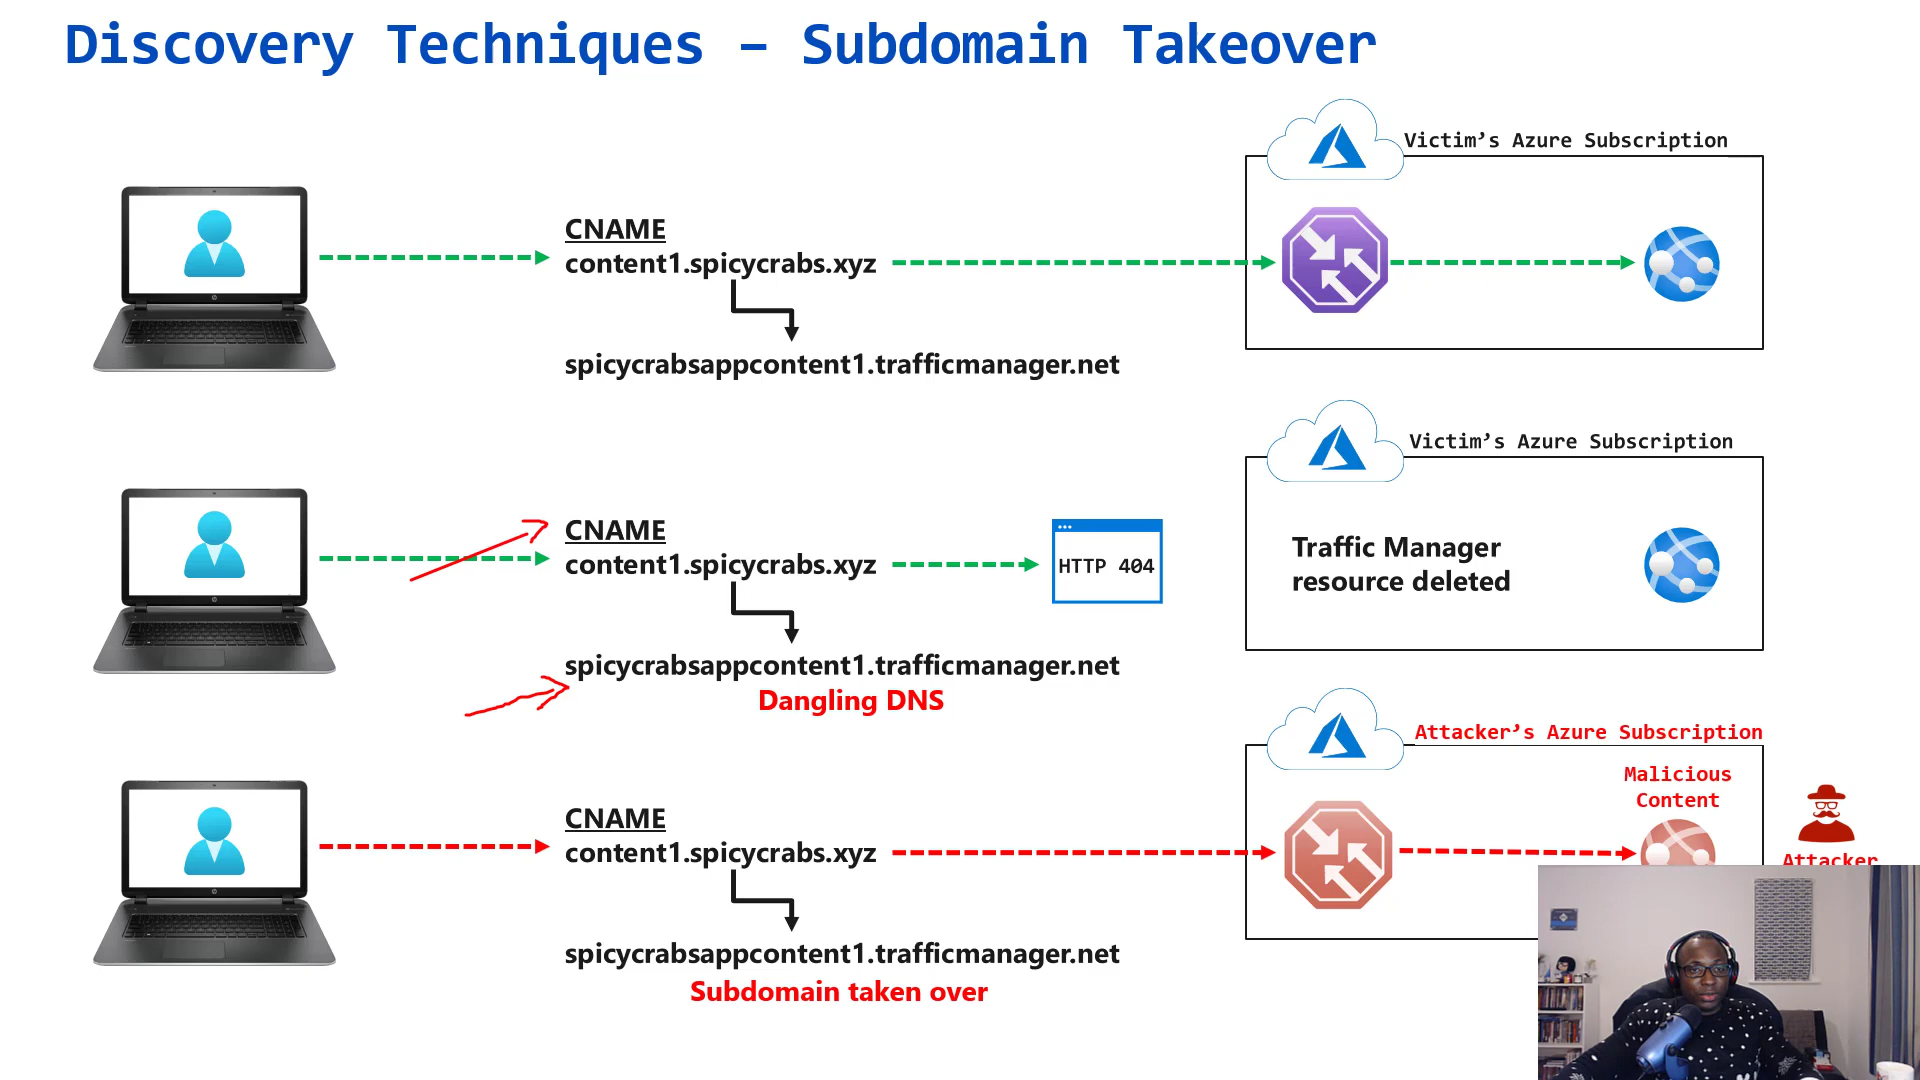 Discovery Techniques – Subdomain Takeover
Victim's Azure Subscription
CNAME
content1.spicycrabs.xyz
spicycrabsappcontent1.trafficmanager.net
Victim's Azure Subscription
CNAME
content1.spicycrabs.xyz
HTTP 404
Traffic Manager
resource deleted
spicycrabsappcontent1.trafficmanager.net
Dangling DNS
Attacker's Azure Subscription
Malicious
Content
CNAME
content1.spicycrabs.xyz
Attacker
spicycrabsappcontent1.trafficmanager.net
Subdomain taken over